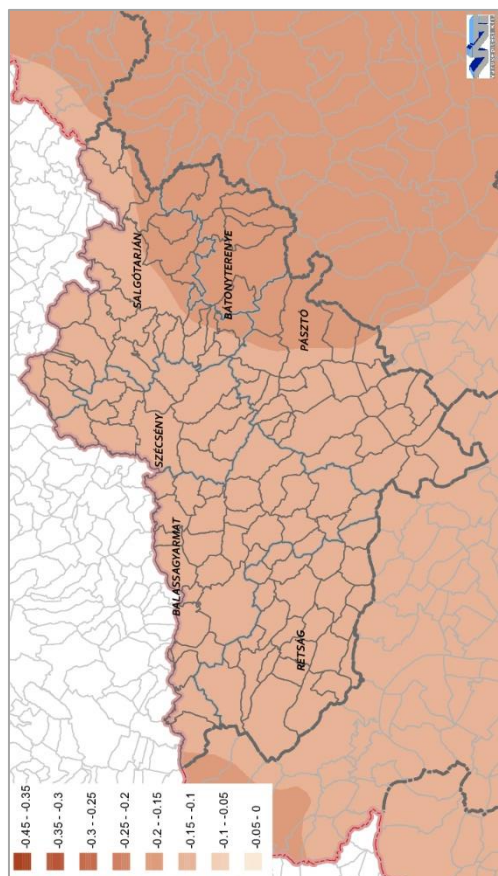 -0.45 - -0.35
-0.35 - -0.3
-0.3 - -0.25
-0.25 - -0.2
-0.2 - -0.15
-0.15 - -0.1
-0.1 - -0.05
-0.05 - 0
BALASSAGYARMAT
SZÉCSÉNY
SALGÓTARJÁN
BÁTONYTERENYE
RÉTSÁG
PÁSZTÓ